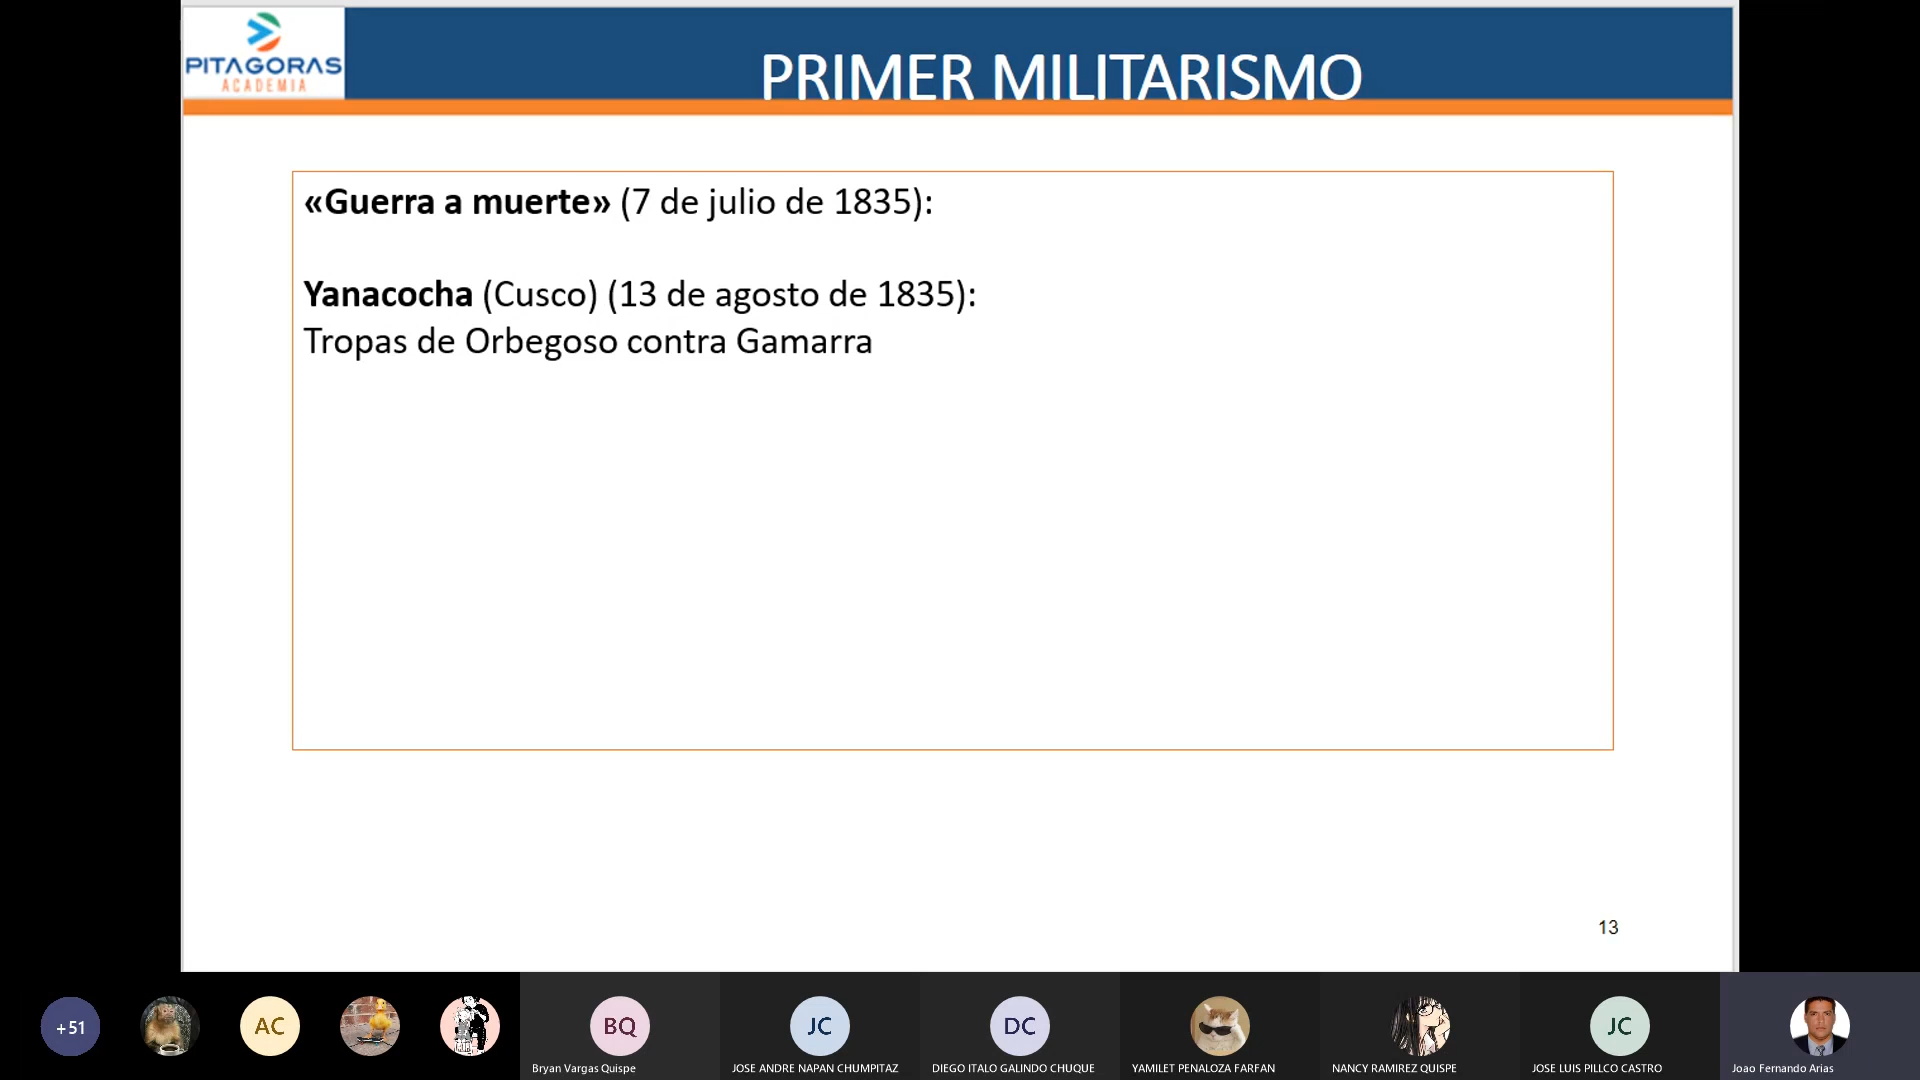 PITAGORAS
ACADEMIA
PRIMER MILITARISMO
«Guerra a muerte» (7 de julio de 1835):
Yanacocha (Cusco) (13 de agosto de 1835):
Tropas de Orbegoso contra Gamarra
13
+51
AC
BQ
JC
DC
JC
Bryan Vargas Quispe
JOSE ANDRE NAPAN CHUMPITAZ
DIEGO ITALO GALINDO CHUQUE
YAMILET PENALOZA FARFAN
NANCY RAMIREZ QUISPE
JOSE LUIS PILLCO CASTRO
Joao Fernando Arias